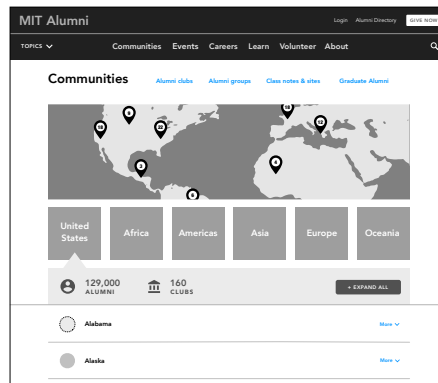 MIT Alumni
Login Alumni Directory GIVE NOW
TOPICS Communities Events Careers Learn Volunteer About
Communities Alumni clubs Alumni groups Class notes & sites Graduate Alumni
United States Africa Americas Asia Europe Oceania
129,000 ALUMNI 160 CLUBS + EXPAND ALL
Alabama More
Alaska More